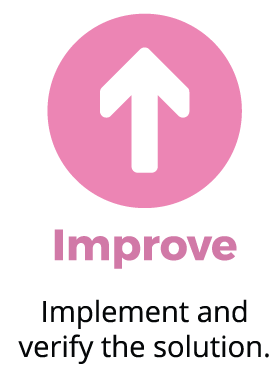 Improve
Implement and
verify the solution.